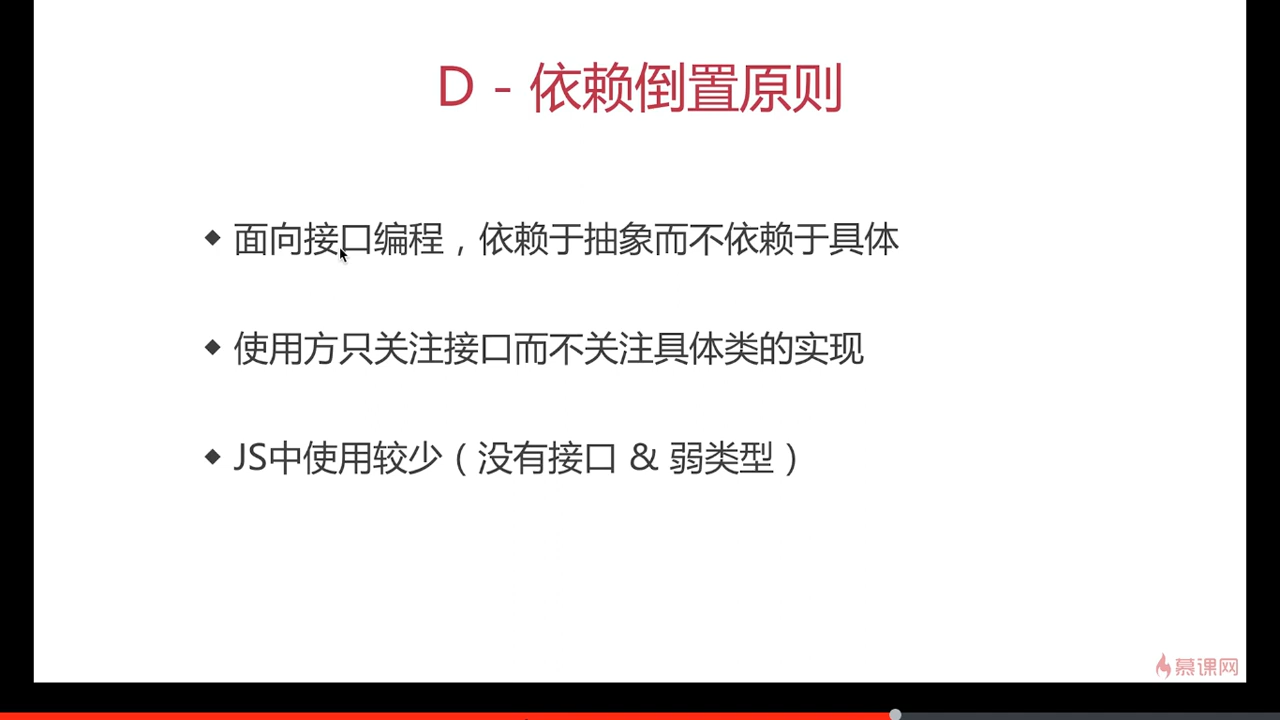 D - 依赖倒置原则
面向接口编程，依赖于抽象而不依赖于具体
使用方只关注接口而不关注具体类的实现
JS中使用较少（没有接口 & 弱类型）
慕课网